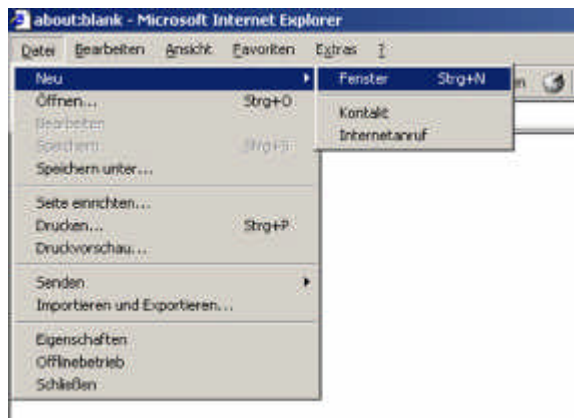 about:blank - Microsoft Internet Explorer
Datei Bearbeiten Ansicht Favoriten Extras ?
Neu
Fenster Strg+N
Öffnen... Strg+O
Kontakt
Bearbeiten
Internetanruf
Speichern Strg+S
Speichern unter...
Seite einrichten...
Drucken... Strg+P
Druckvorschau...
Senden
Importieren und Exportieren...
Eigenschaften
Offlinebetrieb
Schließen